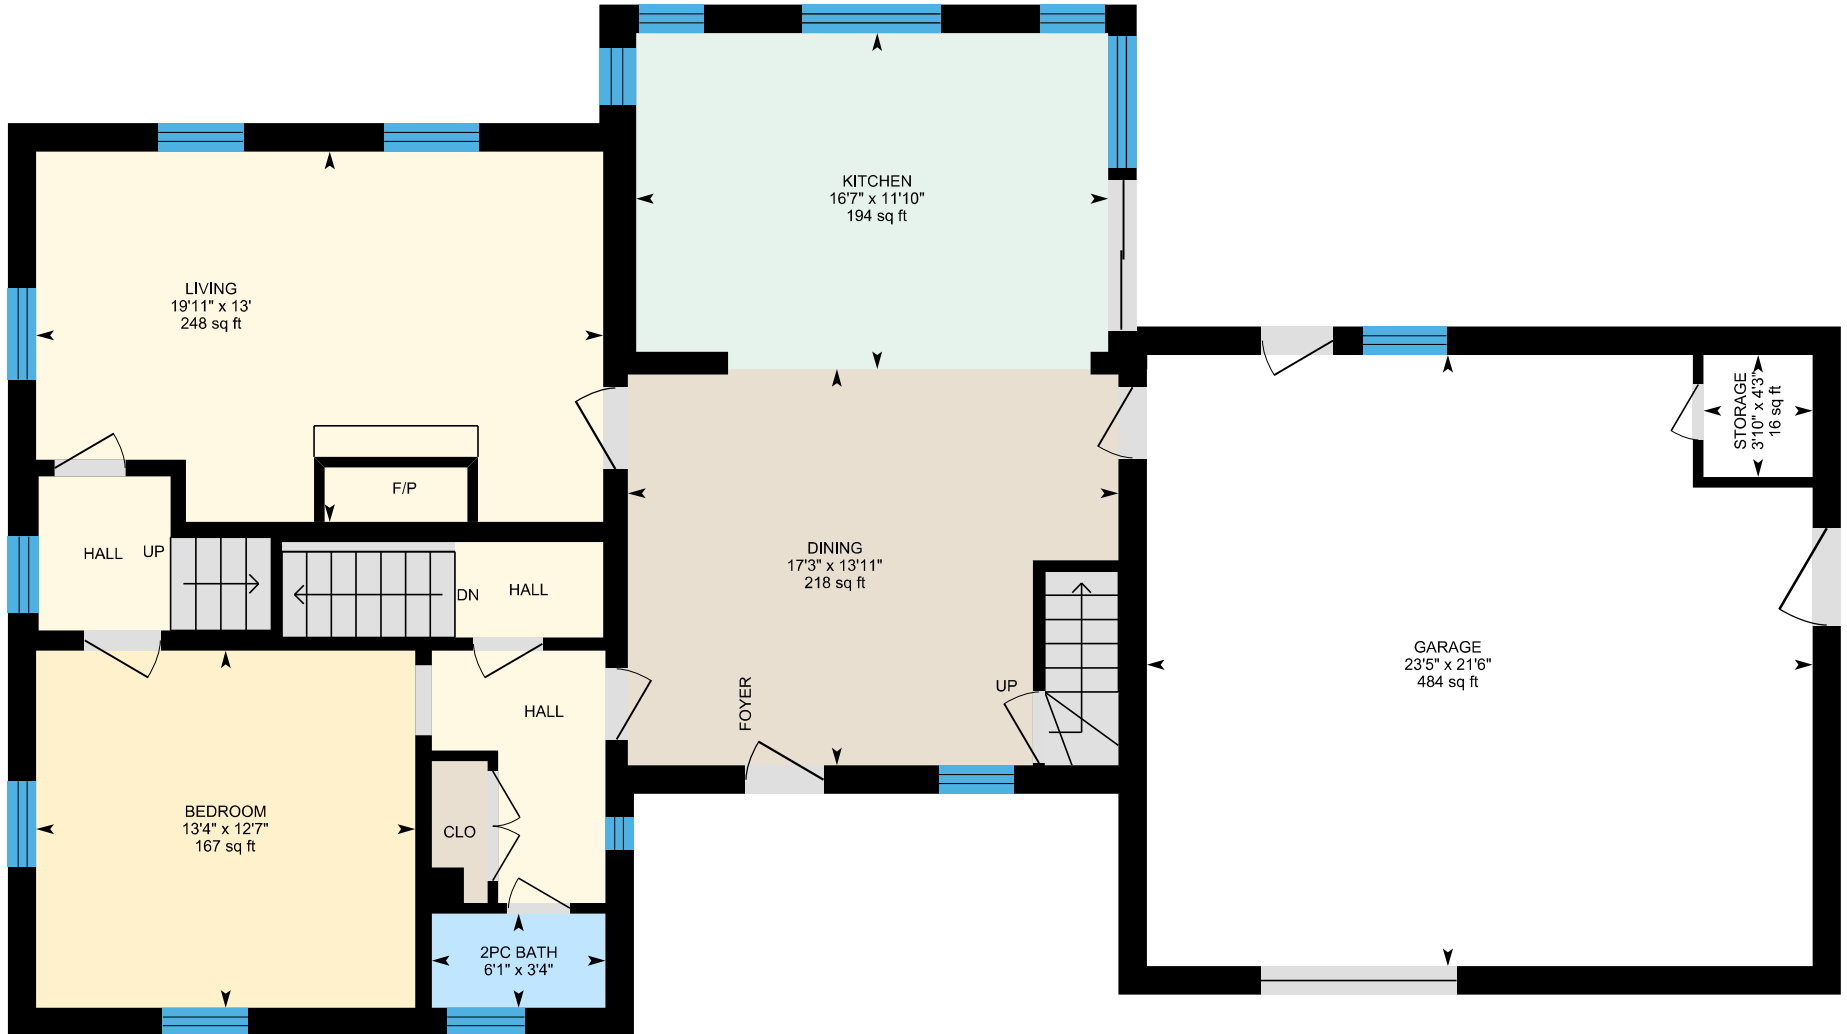 KITCHEN
16'7" x 11'10"
194 sq ft
LIVING
19'11" x 13'
248 sq ft
STORAGE
3'10" x 4'3"
16 sq ft
F/P
HALL
UP
DN
HALL
DINING
17'3" x 13'11"
218 sq ft
GARAGE
23'5" x 21'6"
484 sq ft
UP
FOYER
HALL
BEDROOM
13'4" x 12'7"
167 sq ft
CLO
2PC BATH
6'1" x 3'4"